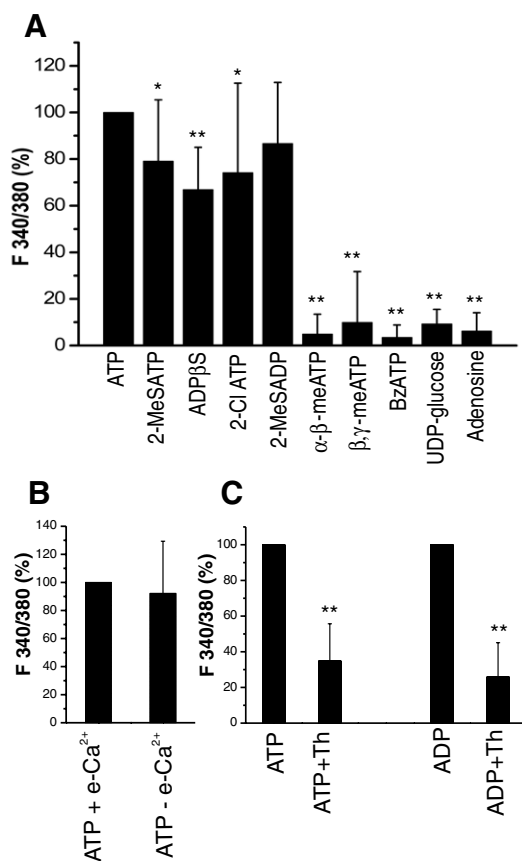 A
F 340/380 (%)
120
100
80
60
40
20
0
*
**
*
**
**
**
**
**
ATP
2-MeSATP
ADPβS
2-Cl ATP
2-MeSADP
α-β-meATP
β,γ-meATP
BzATP
UDP-glucose
Adenosine
B
F 340/380 (%)
140
120
100
80
60
40
20
0
ATP + e-Ca²⁺
ATP - e-Ca²⁺
C
F 340/380 (%)
100
80
60
40
20
0
**
**
ATP
ATP+Th
ADP
ADP+Th